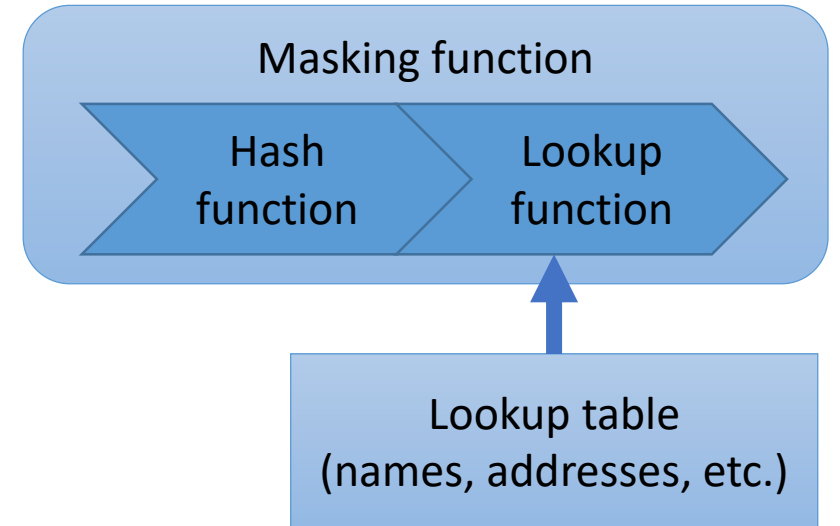 Masking function
Hash
function
Lookup
function
Lookup table
(names, addresses, etc.)